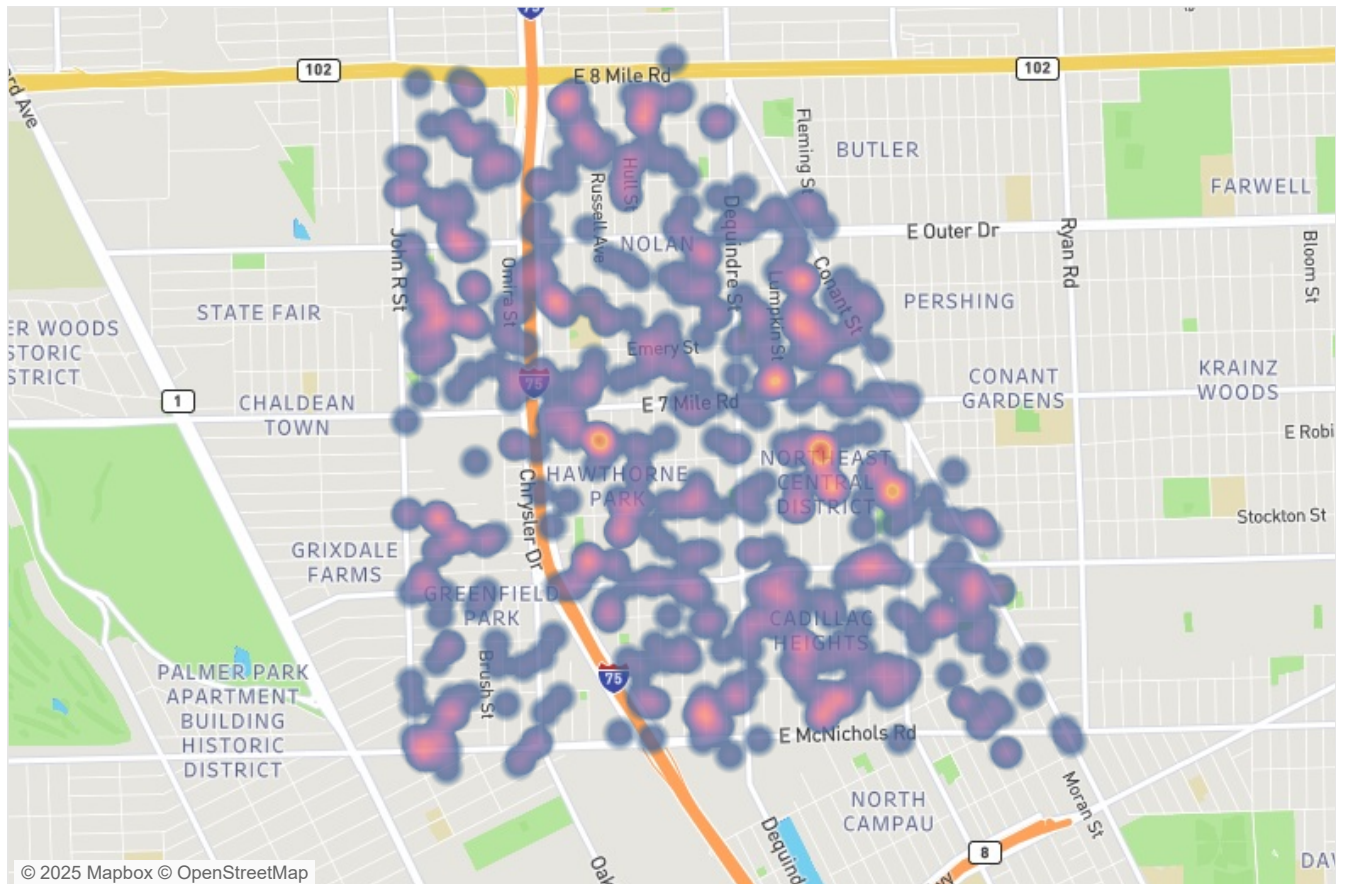 75
102
E 8 Mile Rd
102
Fleming St
BUTLER
FARWELL
Hull St
Russell Ave
Dequindre St
E Outer Dr
Ryan Rd
Bloom St
John R St
NOLAN
Omira St
Lumpkin St
Conant St
STATE FAIR
PERSHING
ER WOODS
STORIC
STRICT
Emery St
75
1
CHALDEAN
TOWN
E 7 Mile Rd
CONANT
GARDENS
KRAINZ
WOODS
E Robi
HAWTHORNE
PARK
NORTHEAST
CENTRAL
DISTRICT
Chrysler Dr
Stockton St
GRIXDALE
FARMS
GREENFIELD
PARK
CADILLAC
HEIGHTS
PALMER PARK
APARTMENT
BUILDING
HISTORIC
DISTRICT
Brush St
75
E McNichols Rd
Moran St
NORTH
CAMPAU
8
Dequind
Oak
DA
© 2025 Mapbox © OpenStreetMap